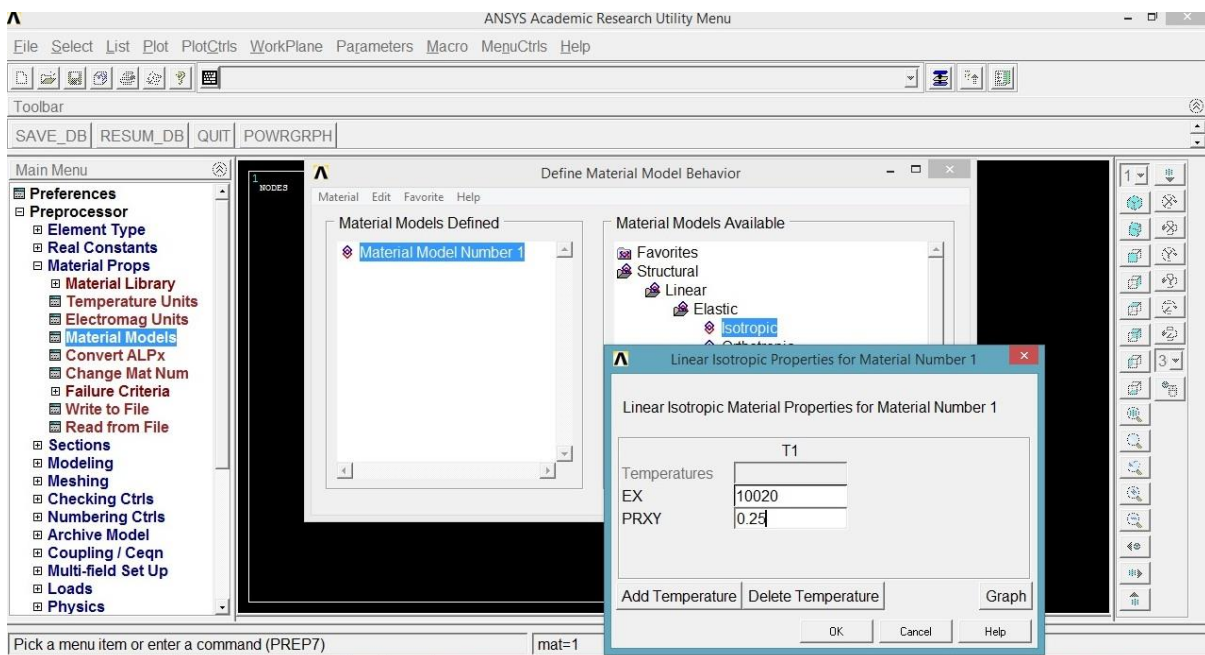 ANSYS Academic Research Utility Menu
File Select List Plot PlotCtrls WorkPlane Parameters Macro MenuCtrls Help
Toolbar
SAVE_DB RESUM_DB QUIT POWRGRPH
Main Menu
Preferences
Preprocessor
Element Type
Real Constants
Material Props
Material Library
Temperature Units
Electromag Units
Material Models
Convert ALPx
Change Mat Num
Failure Criteria
Write to File
Read from File
Sections
Modeling
Meshing
Checking Ctrls
Numbering Ctrls
Archive Model
Coupling / Ceqn
Multi-field Set Up
Loads
Physics
1
NODES
Define Material Model Behavior
Material Edit Favorite Help
Material Models Defined
Material Model Number 1
Material Models Available
Favorites
Structural
Linear
Elastic
Isotropic
Linear Isotropic Properties for Material Number 1
Linear Isotropic Material Properties for Material Number 1
T1
Temperatures
EX 10020
PRXY 0.25
Add Temperature Delete Temperature Graph
OK Cancel Help
1
3
Pick a menu item or enter a command (PREP7) mat=1